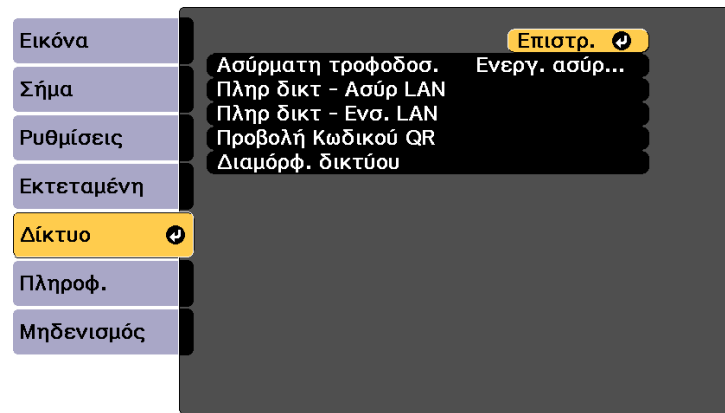 Εικόνα
Σήμα
Ρυθμίσεις
Εκτεταμένη
Δίκτυο
Πληροφ.
Μηδενισμός
Επιστρ.
Ασύρματη τροφοδοσ. Ενεργ. ασύρ...
Πληρ δικτ - Ασύρ LAN
Πληρ δικτ - Ενσ. LAN
Προβολή Κωδικού QR
Διαμόρφ. δικτύου